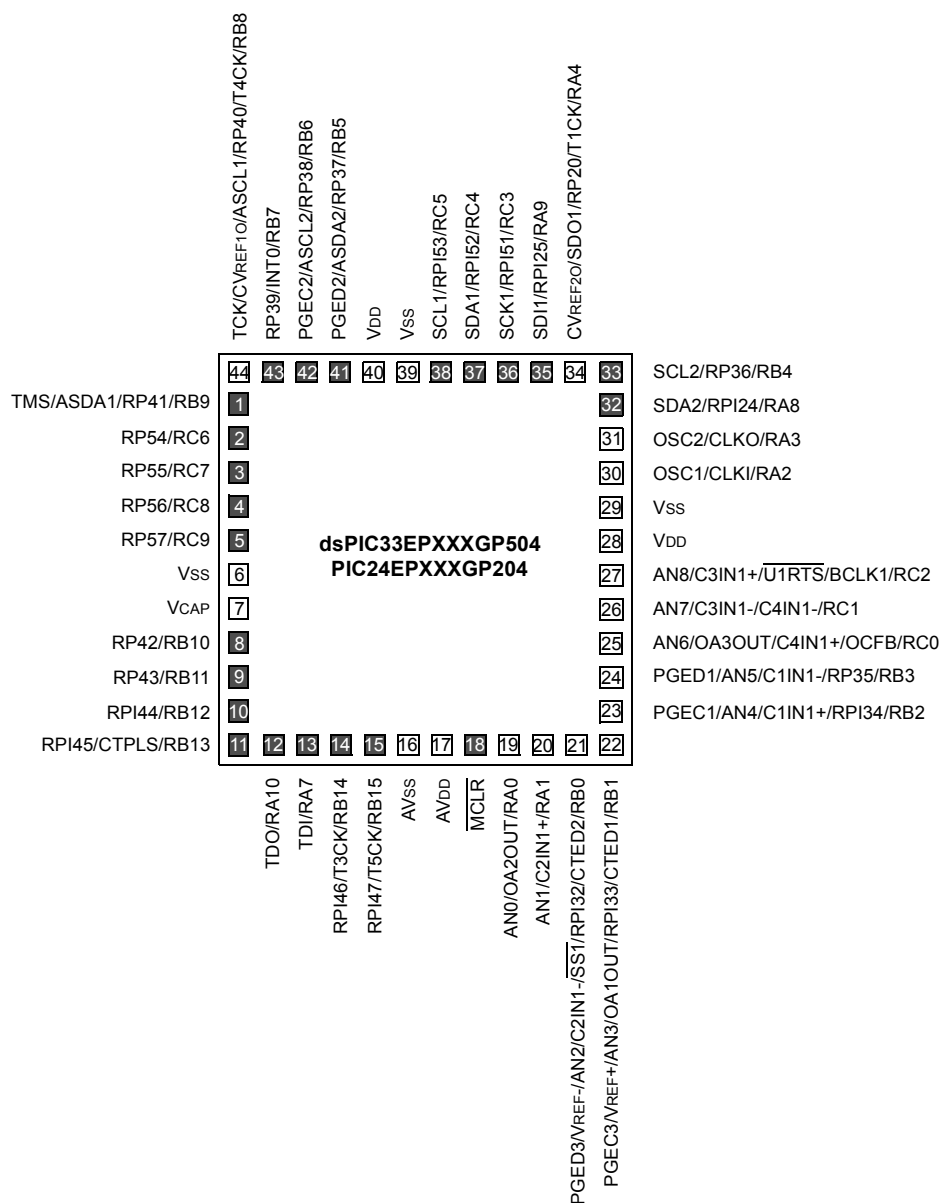 TCK/CVREF1O/ASCL1/RP40/T4CK/RB8
RP39/INT0/RB7
PGEC2/ASCL2/RP38/RB6
PGED2/ASDA2/RP37/RB5
VDD
VSS
SCL1/RPI53/RC5
SDA1/RPI52/RC4
SCK1/RPI51/RC3
SDI1/RPI25/RA9
CVREF2O/SDO1/RP20/T1CK/RA4
44 43 42 41 40 39 38 37 36 35 34 33 SCL2/RP36/RB4
TMS/ASDA1/RP41/RB9 1 32 SDA2/RPI24/RA8
RP54/RC6 2 31 OSC2/CLKO/RA3
RP55/RC7 3 30 OSC1/CLKI/RA2
RP56/RC8 4 29 VSS
RP57/RC9 5 28 VDD
dsPIC33EPXXXGP504
PIC24EPXXXGP204
VSS 6 27 AN8/C3IN1+/U1RTS/BCLK1/RC2
VCAP 7 26 AN7/C3IN1-/C4IN1-/RC1
RP42/RB10 8 25 AN6/OA3OUT/C4IN1+/OCFB/RC0
RP43/RB11 9 24 PGED1/AN5/C1IN1-/RP35/RB3
RPI44/RB12 10 23 PGEC1/AN4/C1IN1+/RPI34/RB2
RPI45/CTPLS/RB13 11 12 13 14 15 16 17 18 19 20 21 22
TDO/RA10
TDI/RA7
RPI46/T3CK/RB14
RPI47/T5CK/RB15
AVSS
AVDD
MCLR
AN0/OA2OUT/RA0
AN1/C2IN1+/RA1
PGED3/VREF-/AN2/C2IN1-/SS1/RPI32/CTED2/RB0
PGEC3/VREF+/AN3/OA1OUT/RPI33/CTED1/RB1